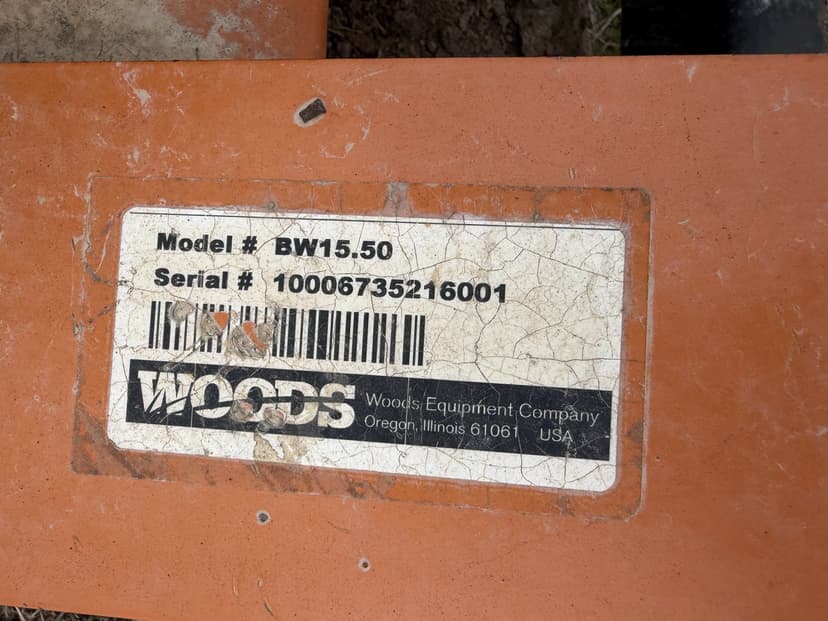 Model # BW15.50
Serial # 10006735216001
WOODS
Woods Equipment Company
Oregon, Illinois 61061 USA